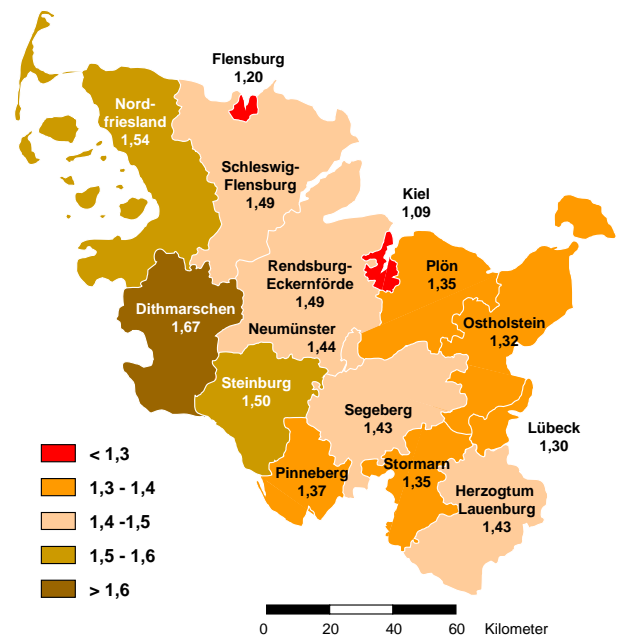 Flensburg
1,20
Nord-
friesland
1,54
Schleswig-
Flensburg
1,49
Kiel
1,09
Rendsburg-
Eckernförde
1,49
Plön
1,35
Dithmarschen
1,67
Neumünster
1,44
Ostholstein
1,32
Steinburg
1,50
Segeberg
1,43
Lübeck
1,30
Pinneberg
1,37
Stormarn
1,35
Herzogtum
Lauenburg
1,43
< 1,3
1,3 - 1,4
1,4 -1,5
1,5 - 1,6
> 1,6
0 20 40 60 Kilometer